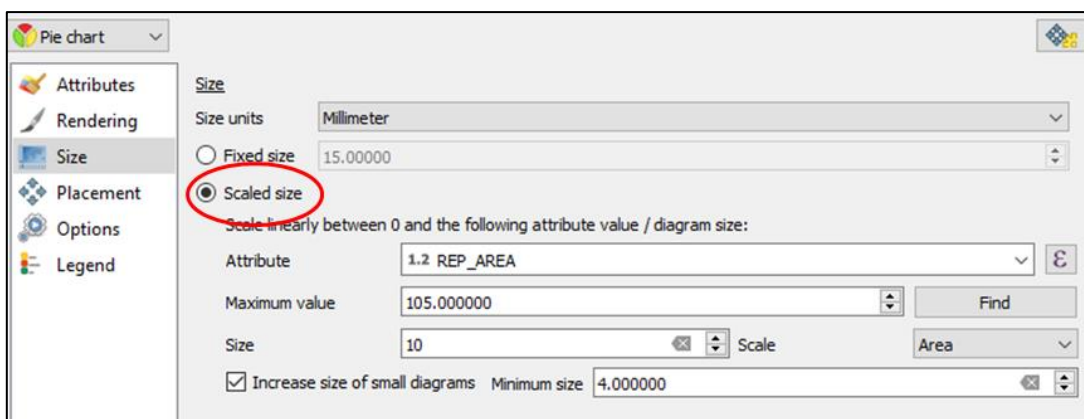 Pie chart
Attributes
Rendering
Size
Placement
Options
Legend
Size
Size units Millimeter
Fixed size 15.00000
Scaled size
Scale linearly between 0 and the following attribute value / diagram size:
Attribute 1.2 REP_AREA ε
Maximum value 105.000000 Find
Size 10 Scale Area
Increase size of small diagrams Minimum size 4.000000